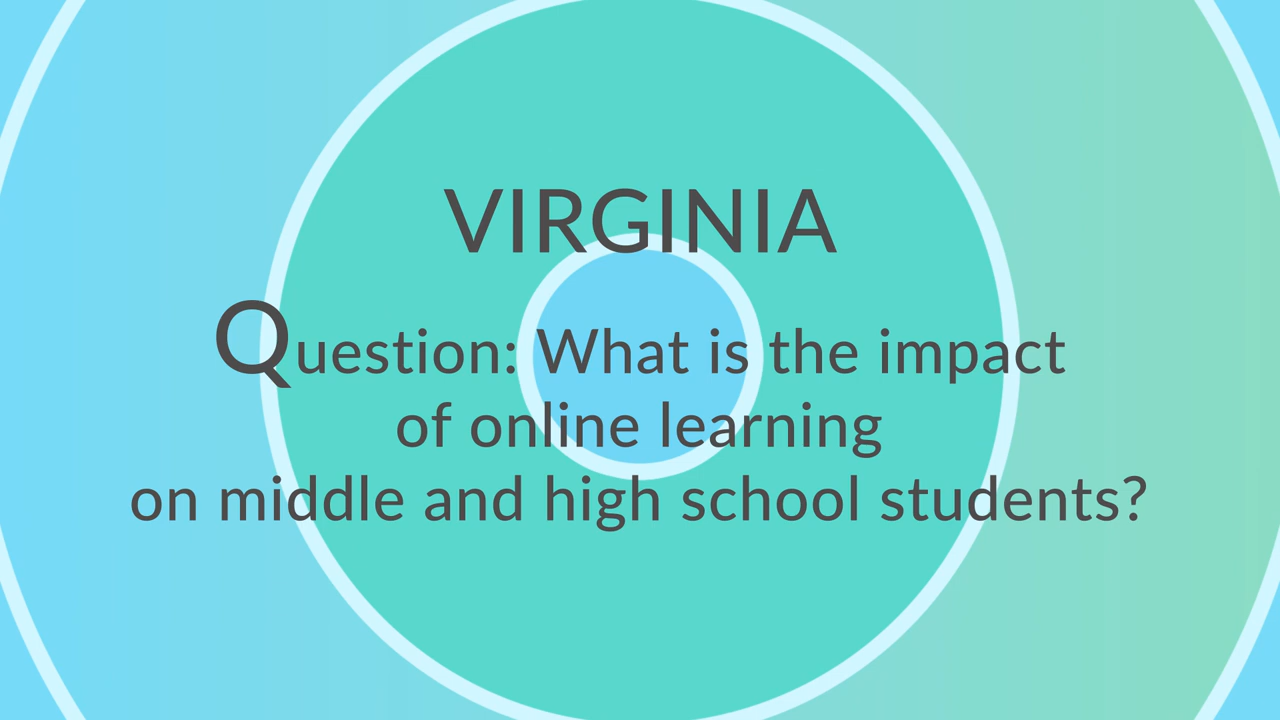 VIRGINIA
Question: What is the impact
of online learning
on middle and high school students?